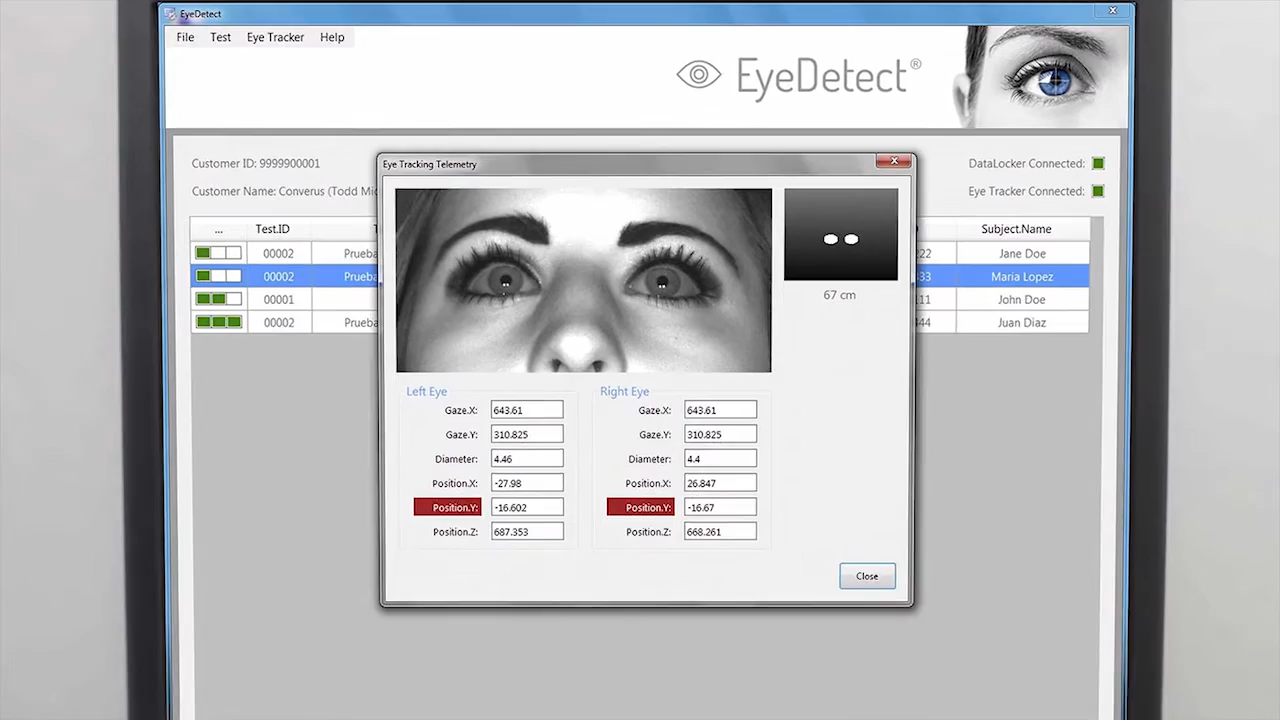 EyeDetect
File Test Eye Tracker Help
EyeDetect®
Customer ID: 9999900001
DataLocker Connected:
Customer Name: Converus (Todd Mic
Eye Tracker Connected:
Eye Tracking Telemetry
... Test.ID Subject.Name
00002 Prueba 222 Jane Doe
00002 Prueba 33 Maria Lopez
00001 111 John Doe
00002 Prueba 444 Juan Diaz
67 cm
Left Eye Right Eye
Gaze.X: 643.61 Gaze.X: 643.61
Gaze.Y: 310.825 Gaze.Y: 310.825
Diameter: 4.46 Diameter: 4.4
Position.X: -27.98 Position.X: 26.847
Position.Y: -16.602 Position.Y: -16.67
Position.Z: 687.353 Position.Z: 668.261
Close